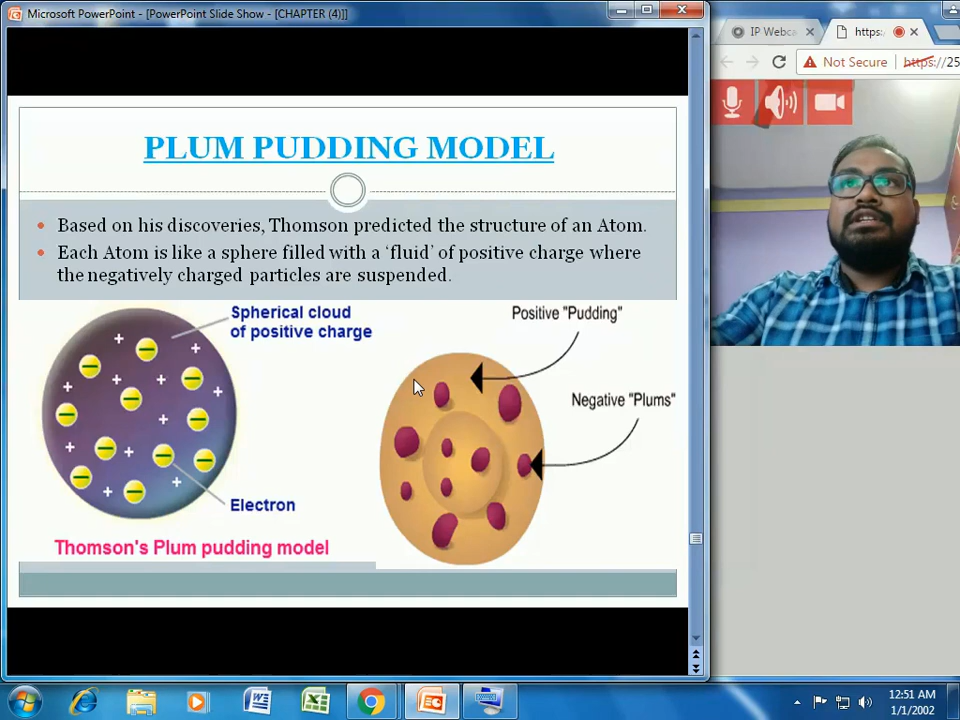 Microsoft PowerPoint - [PowerPoint Slide Show - [CHAPTER (4)]]
IP Webca
https:
Not Secure
https://25
PLUM PUDDING MODEL
• Based on his discoveries, Thomson predicted the structure of an Atom.
• Each Atom is like a sphere filled with a ‘fluid’ of positive charge where
the negatively charged particles are suspended.
Spherical cloud
of positive charge
Electron
Thomson's Plum pudding model
Positive "Pudding"
Negative "Plums"
12:51 AM
1/1/2002